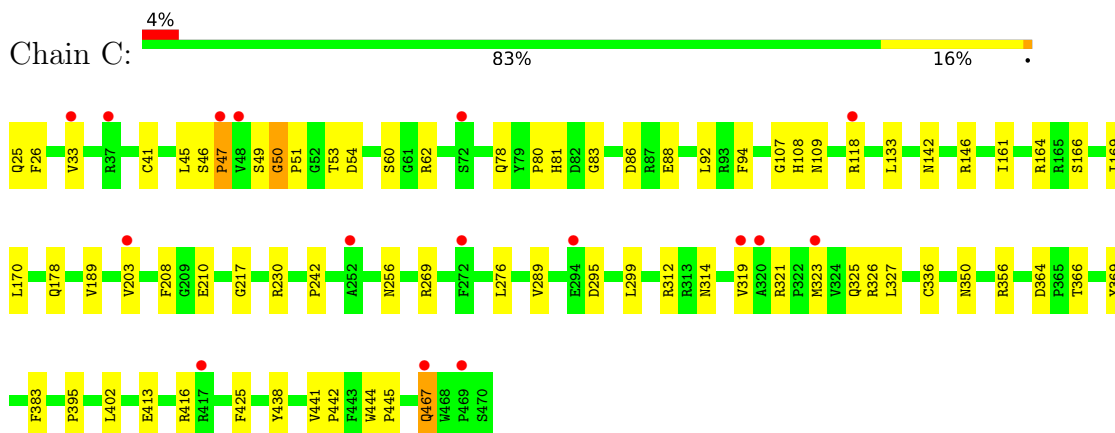 4%
Chain C:
83% 16% •
Q25 F26 V33 R37 C41 L45 S46 P47 V48 S49 G50 P51 G52 T53 D54 S60 G61 R62 S72 Q78 Y79 P80 H81 D82 G83 D86 R87 E88 L92 R93 F94 G107 H108 N109 R118 L133 N142 R146 I161 R164 R165 S166 I169
L170 Q178 V189 V203 F208 G209 E210 G217 R230 P242 A252 N256 R269 F272 L276 V289 E294 D295 L299 R312 R313 N314 V319 A320 R321 P322 M323 V324 Q325 R326 L327 C336 N350 R356 D364 P365 T366 Y369
F383 P395 L402 E413 R416 R417 F425 Y438 V441 P442 F443 W444 P445 Q467 W468 P469 S470